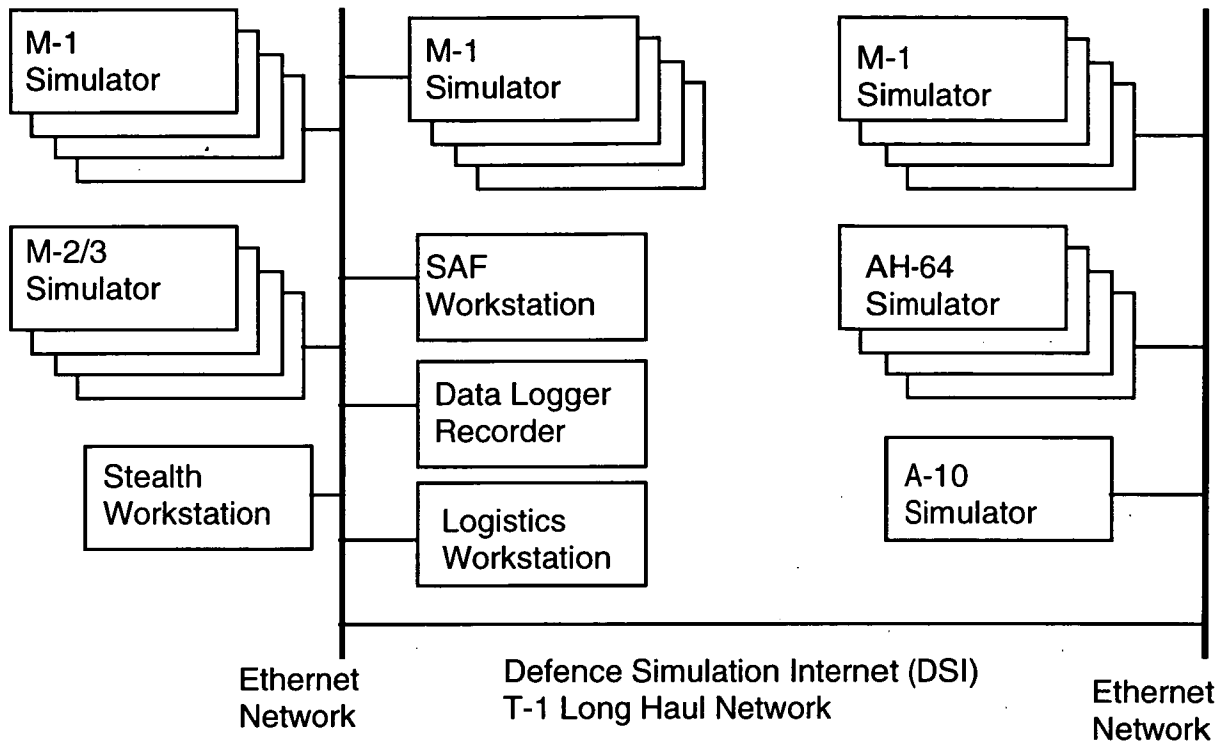 M-1
Simulator
M-1
Simulator
M-1
Simulator
M-2/3
Simulator
SAF
Workstation
AH-64
Simulator
Data Logger
Recorder
Stealth
Workstation
A-10
Simulator
Logistics
Workstation
Ethernet
Network
Defence Simulation Internet (DSI)
T-1 Long Haul Network
Ethernet
Network